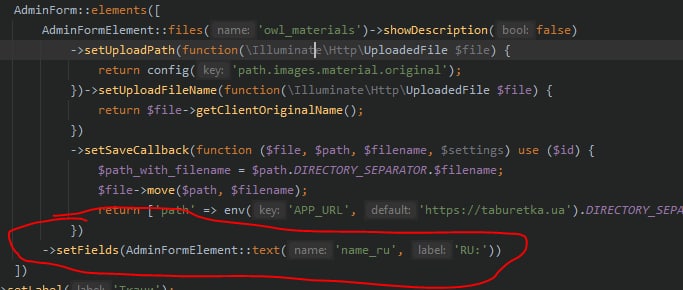 AdminForm::elements([
AdminFormElement::files( name: 'owl_materials')->showDescription( bool: false)
->setUploadPath(function(\Illuminate\Http\UploadedFile $file) {
return config( key: 'path.images.material.original');
})->setUploadFileName(function(\Illuminate\Http\UploadedFile $file) {
return $file->getClientOriginalName();
})
->setSaveCallback(function ($file, $path, $filename, $settings) use ($id) {
$path_with_filename = $path.DIRECTORY_SEPARATOR.$filename;
$file->move($path, $filename);
return ['path' => env( key: 'APP_URL', default: 'https://taburetka.ua').DIRECTORY_SEPA
})
->setFields(AdminFormElement::text( name: 'name_ru', label: 'RU:'))
])
setLabel( label: